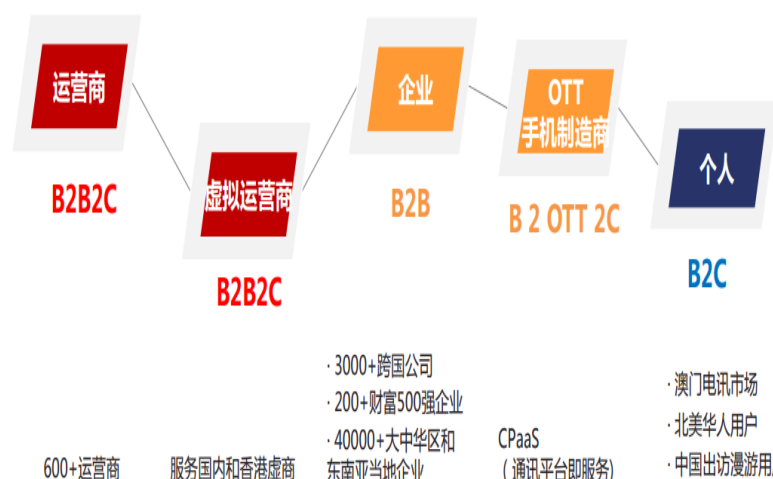 运营商
B2B2C
600+运营商
虚拟运营商
B2B2C
服务国内和香港虚商
企业
B2B
· 3000+跨国公司
· 200+财富500强企业
· 40000+大中华区和
东南亚当地企业
OTT
手机制造商
B 2 OTT 2C
CPaaS
(通讯平台即服务)
个人
B2C
· 澳门电讯市场
· 北美华人用户
· 中国出访漫游用户